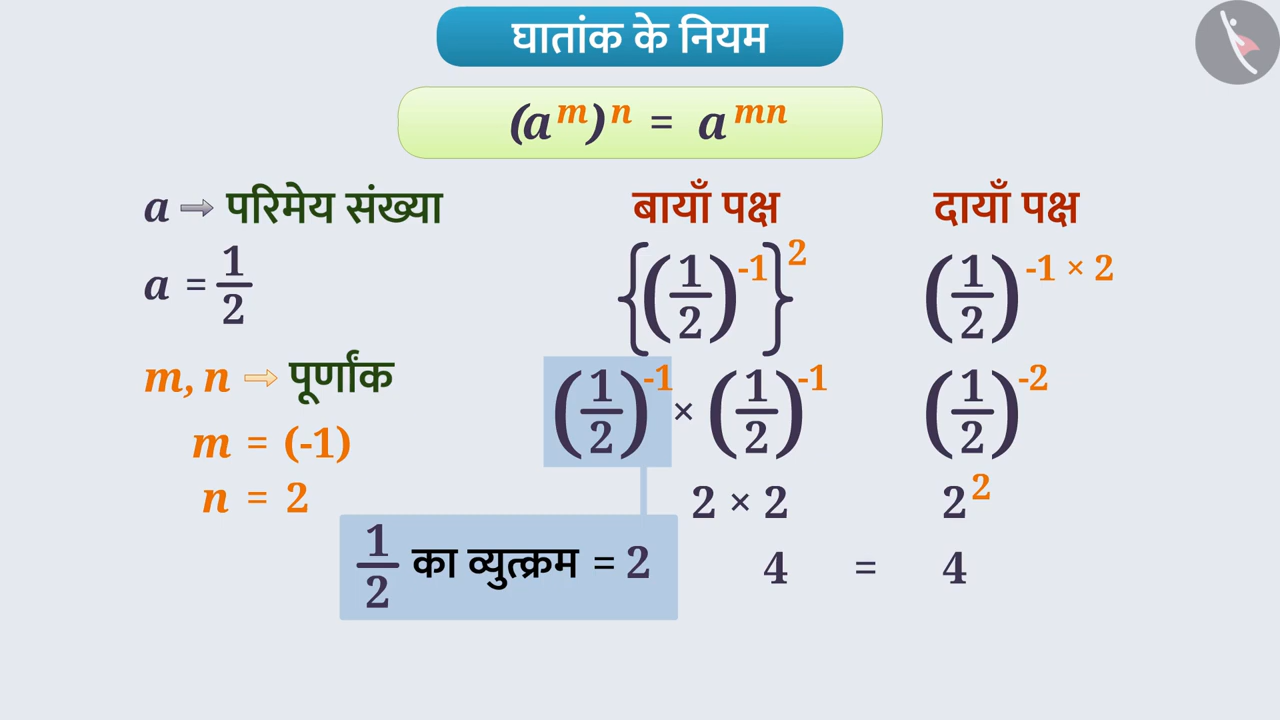 घातांक के नियम
(a^m)^n = a^mn
a → परिमेय संख्या
a = 1/2
m, n → पूर्णांक
m = (-1)
n = 2
बायाँ पक्ष
{(1/2)^-1}^2
(1/2)^-1 × (1/2)^-1
2 × 2
1/2 का व्युत्क्रम = 2
दायाँ पक्ष
(1/2)^-1 × 2
(1/2)^-2
2^2
4 = 4